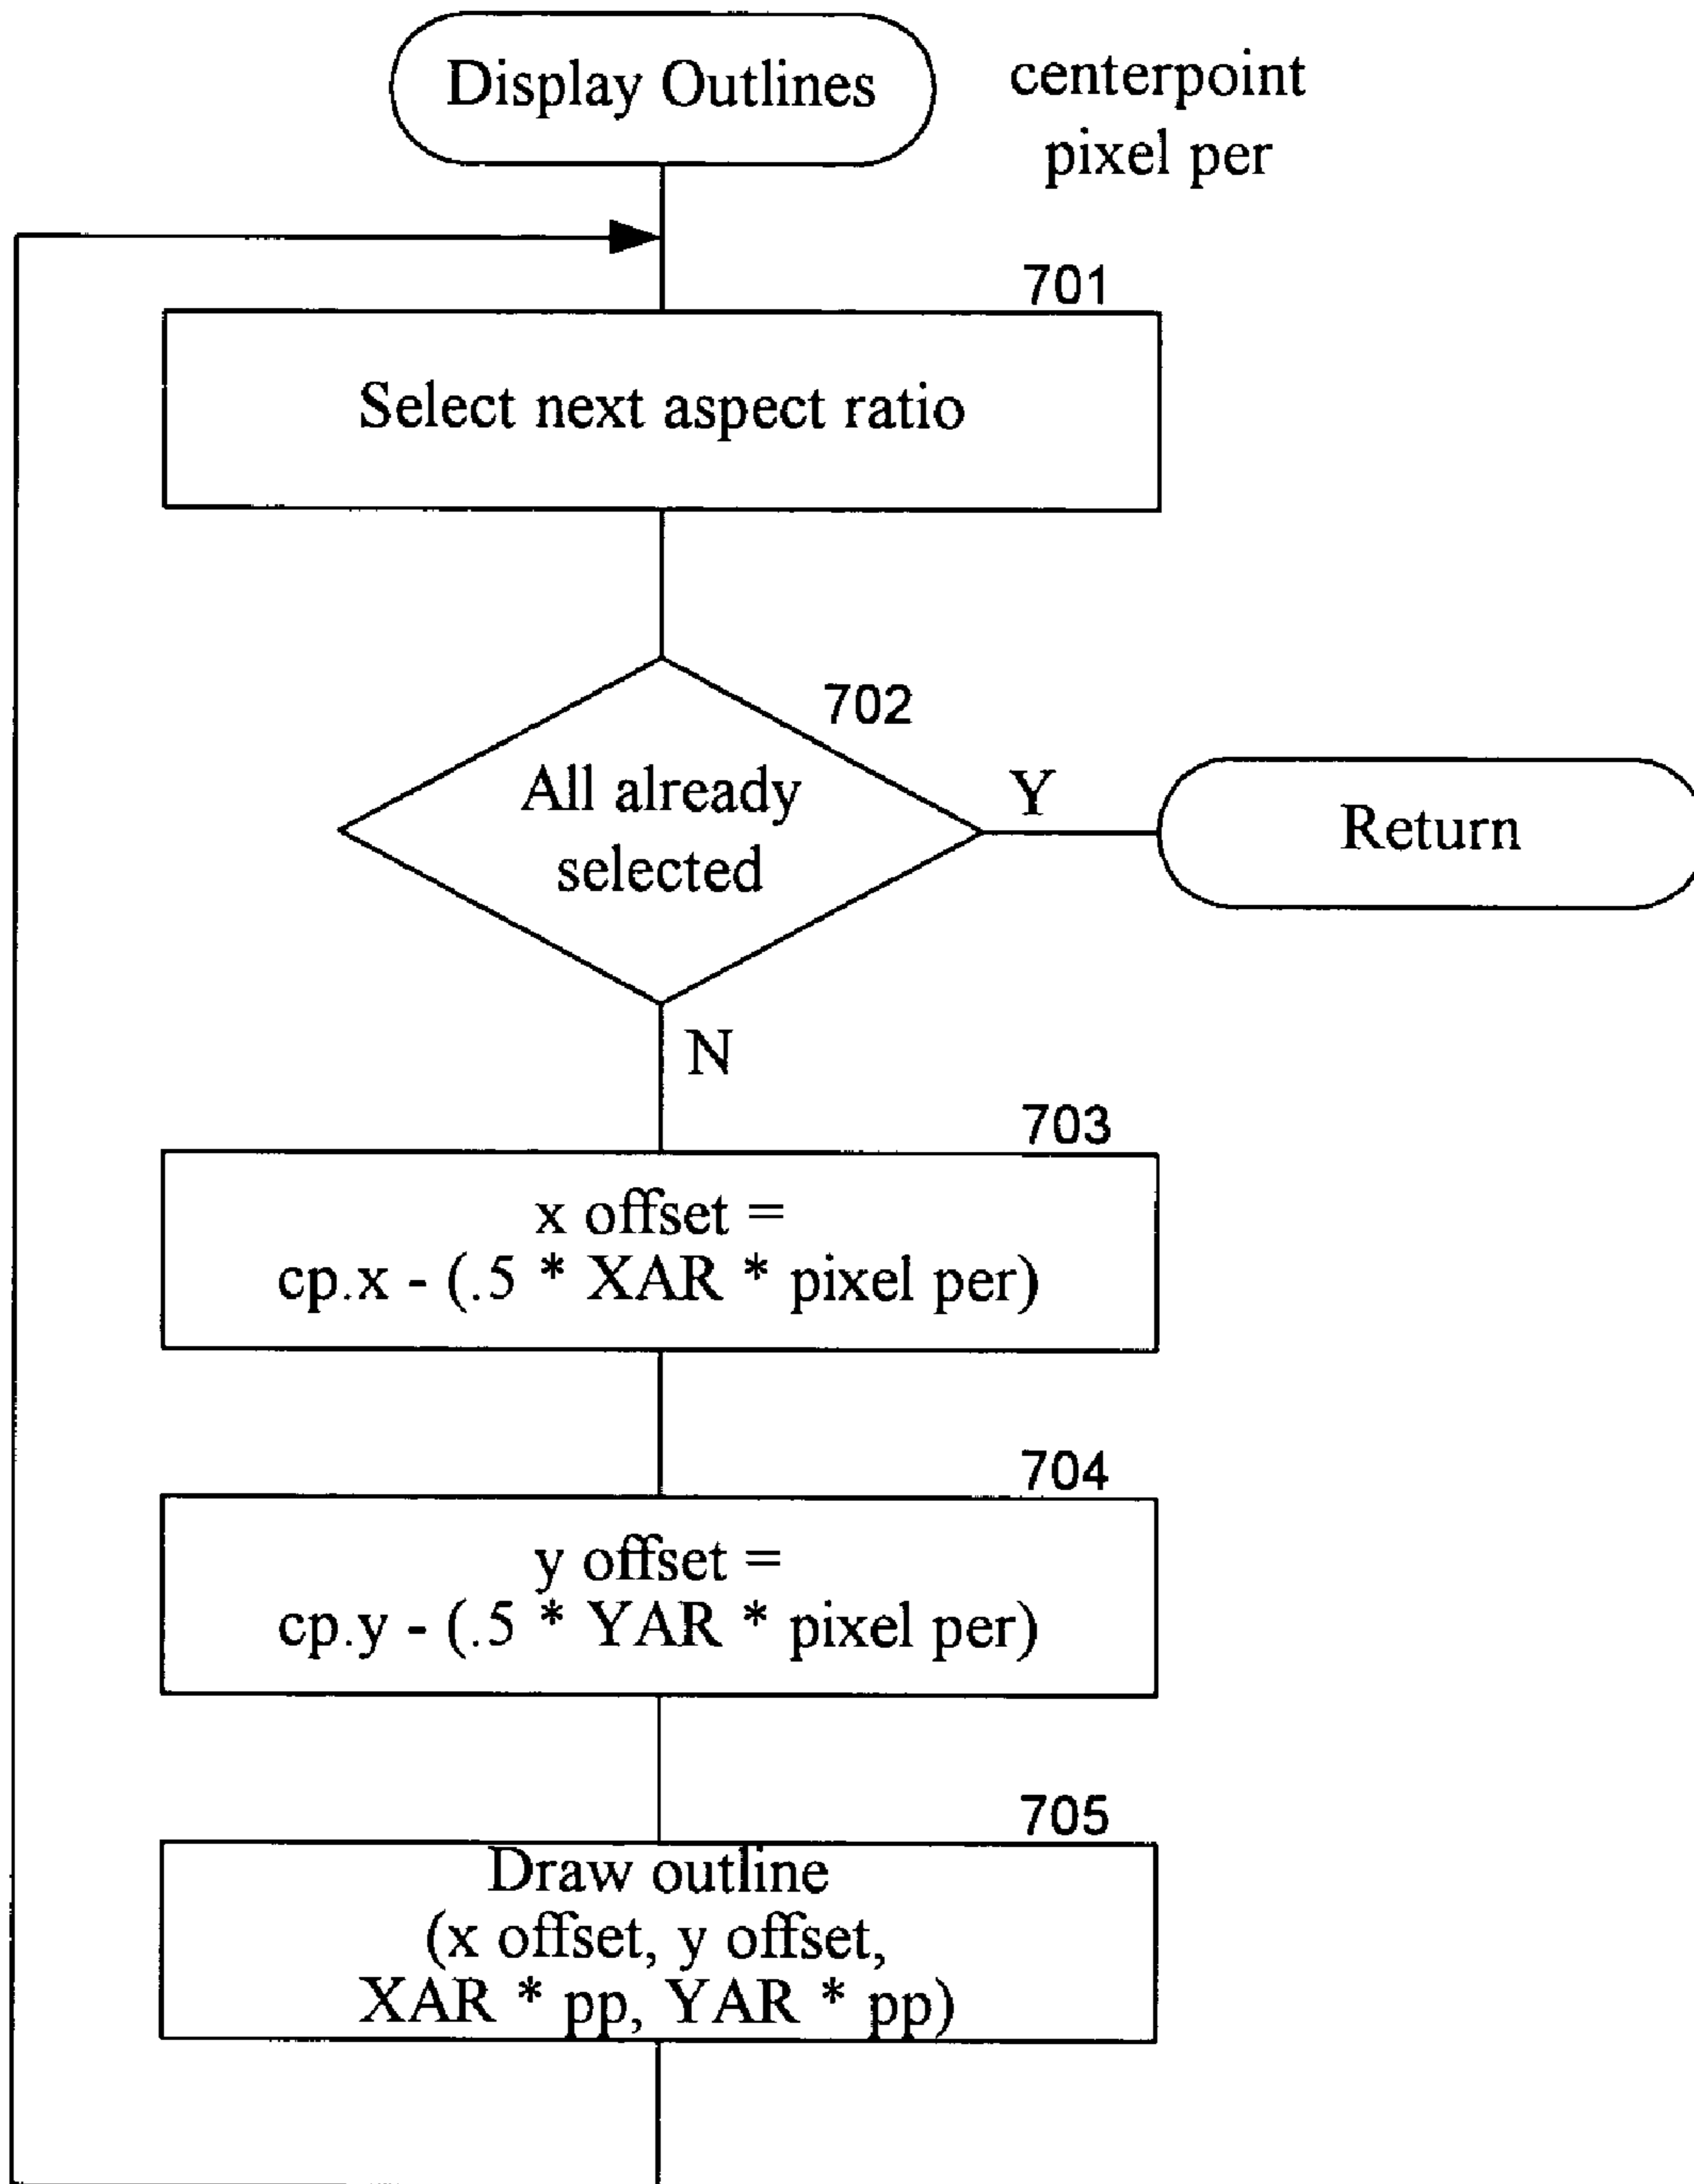 Display Outlines
centerpoint
pixel per
701
Select next aspect ratio
702
All already
selected
Y
Return
N
703
x offset =
cp.x - (.5 * XAR * pixel per)
704
y offset =
cp.y - (.5 * YAR * pixel per)
705
Draw outline
(x offset, y offset,
XAR * pp, YAR * pp)